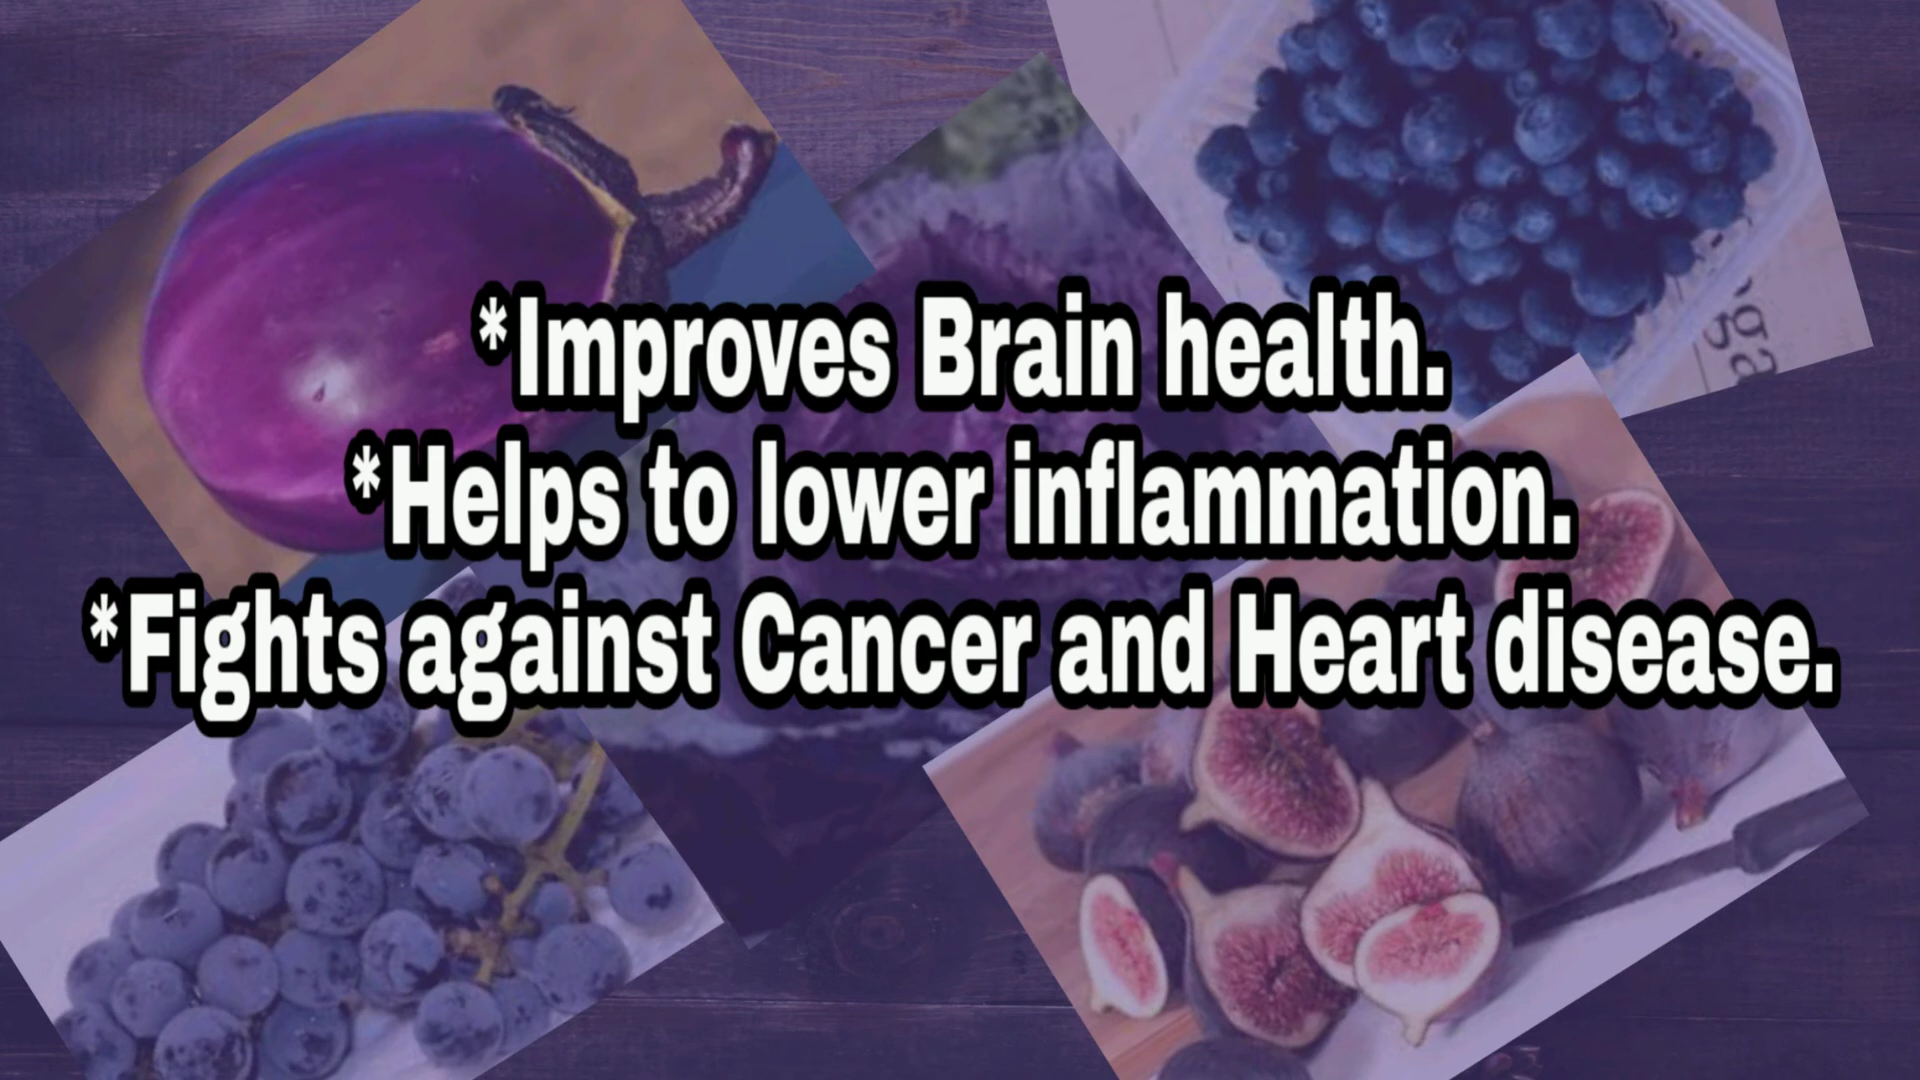 *Improves Brain health.
*Helps to lower inflammation.
*Fights against Cancer and Heart disease.